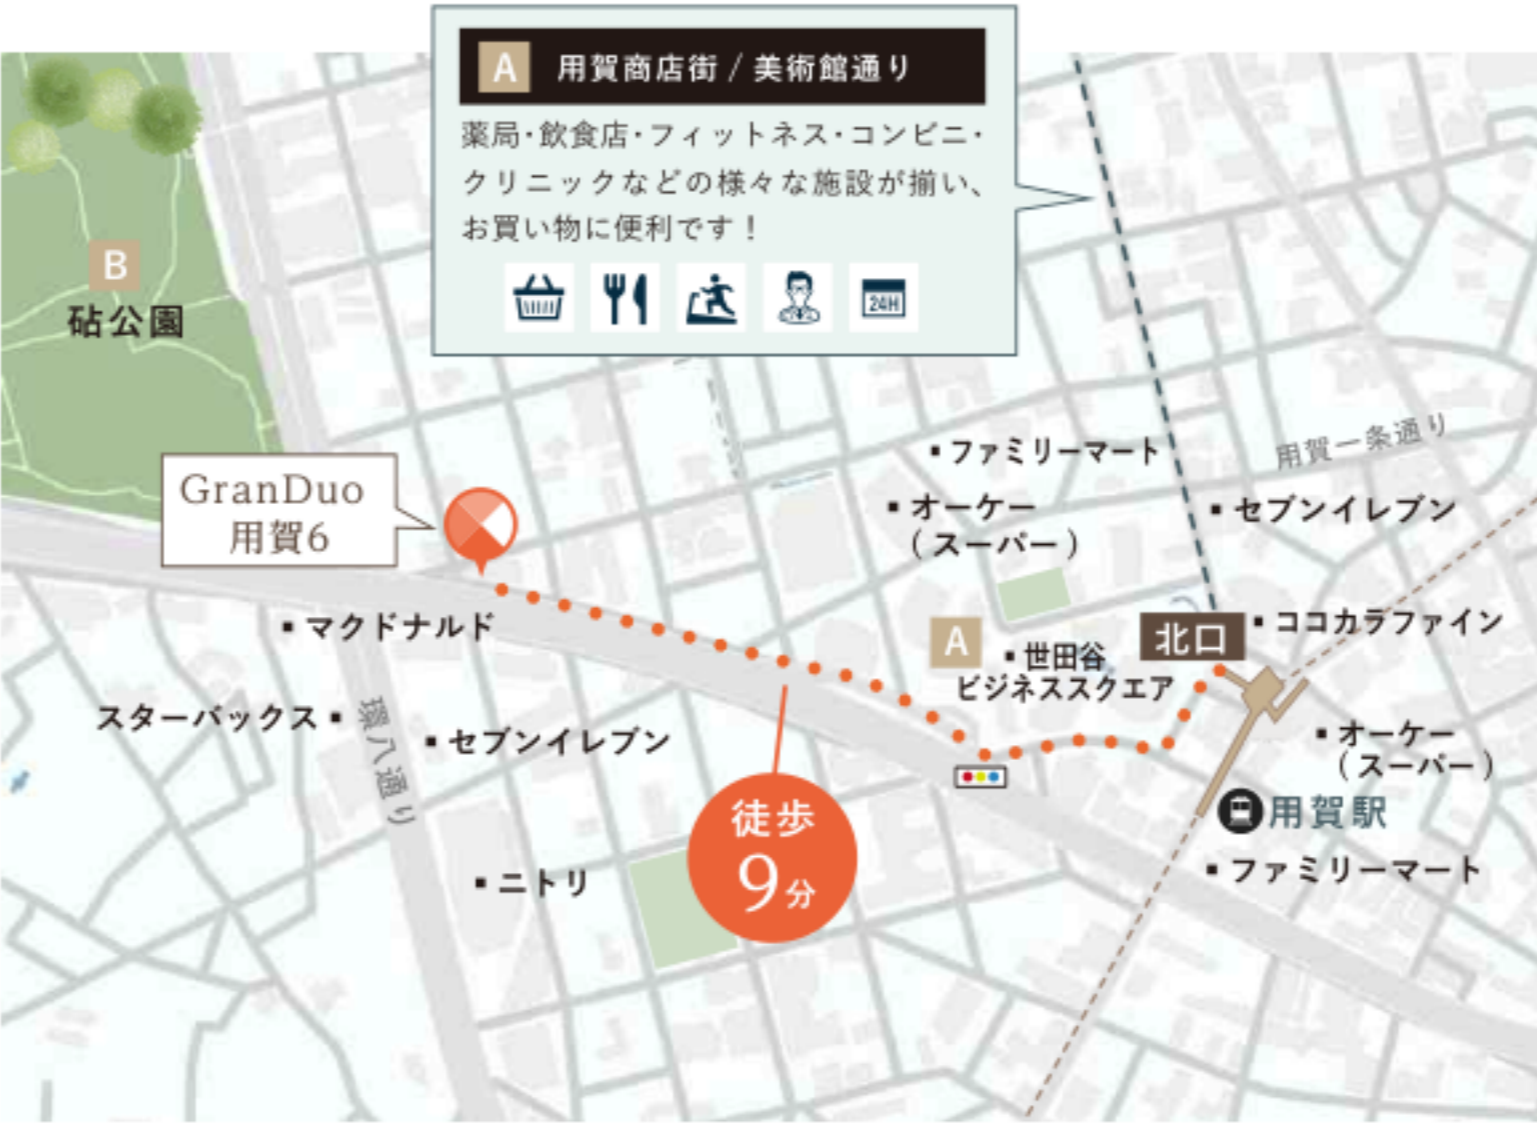 A 用賀商店街 / 美術館通り
薬局・飲食店・フィットネス・コンビニ・
クリニックなどの様々な施設が揃い、
お買い物に便利です！
24H
B
砧公園
GranDuo
用賀6
ファミリーマート
用賀一条通り
オーケー
（スーパー）
セブンイレブン
マクドナルド
A
世田谷
ビジネススクエア
北口
ココカラファイン
スターバックス
環八通り
セブンイレブン
オーケー
（スーパー）
徒歩
9分
用賀駅
ニトリ
ファミリーマート